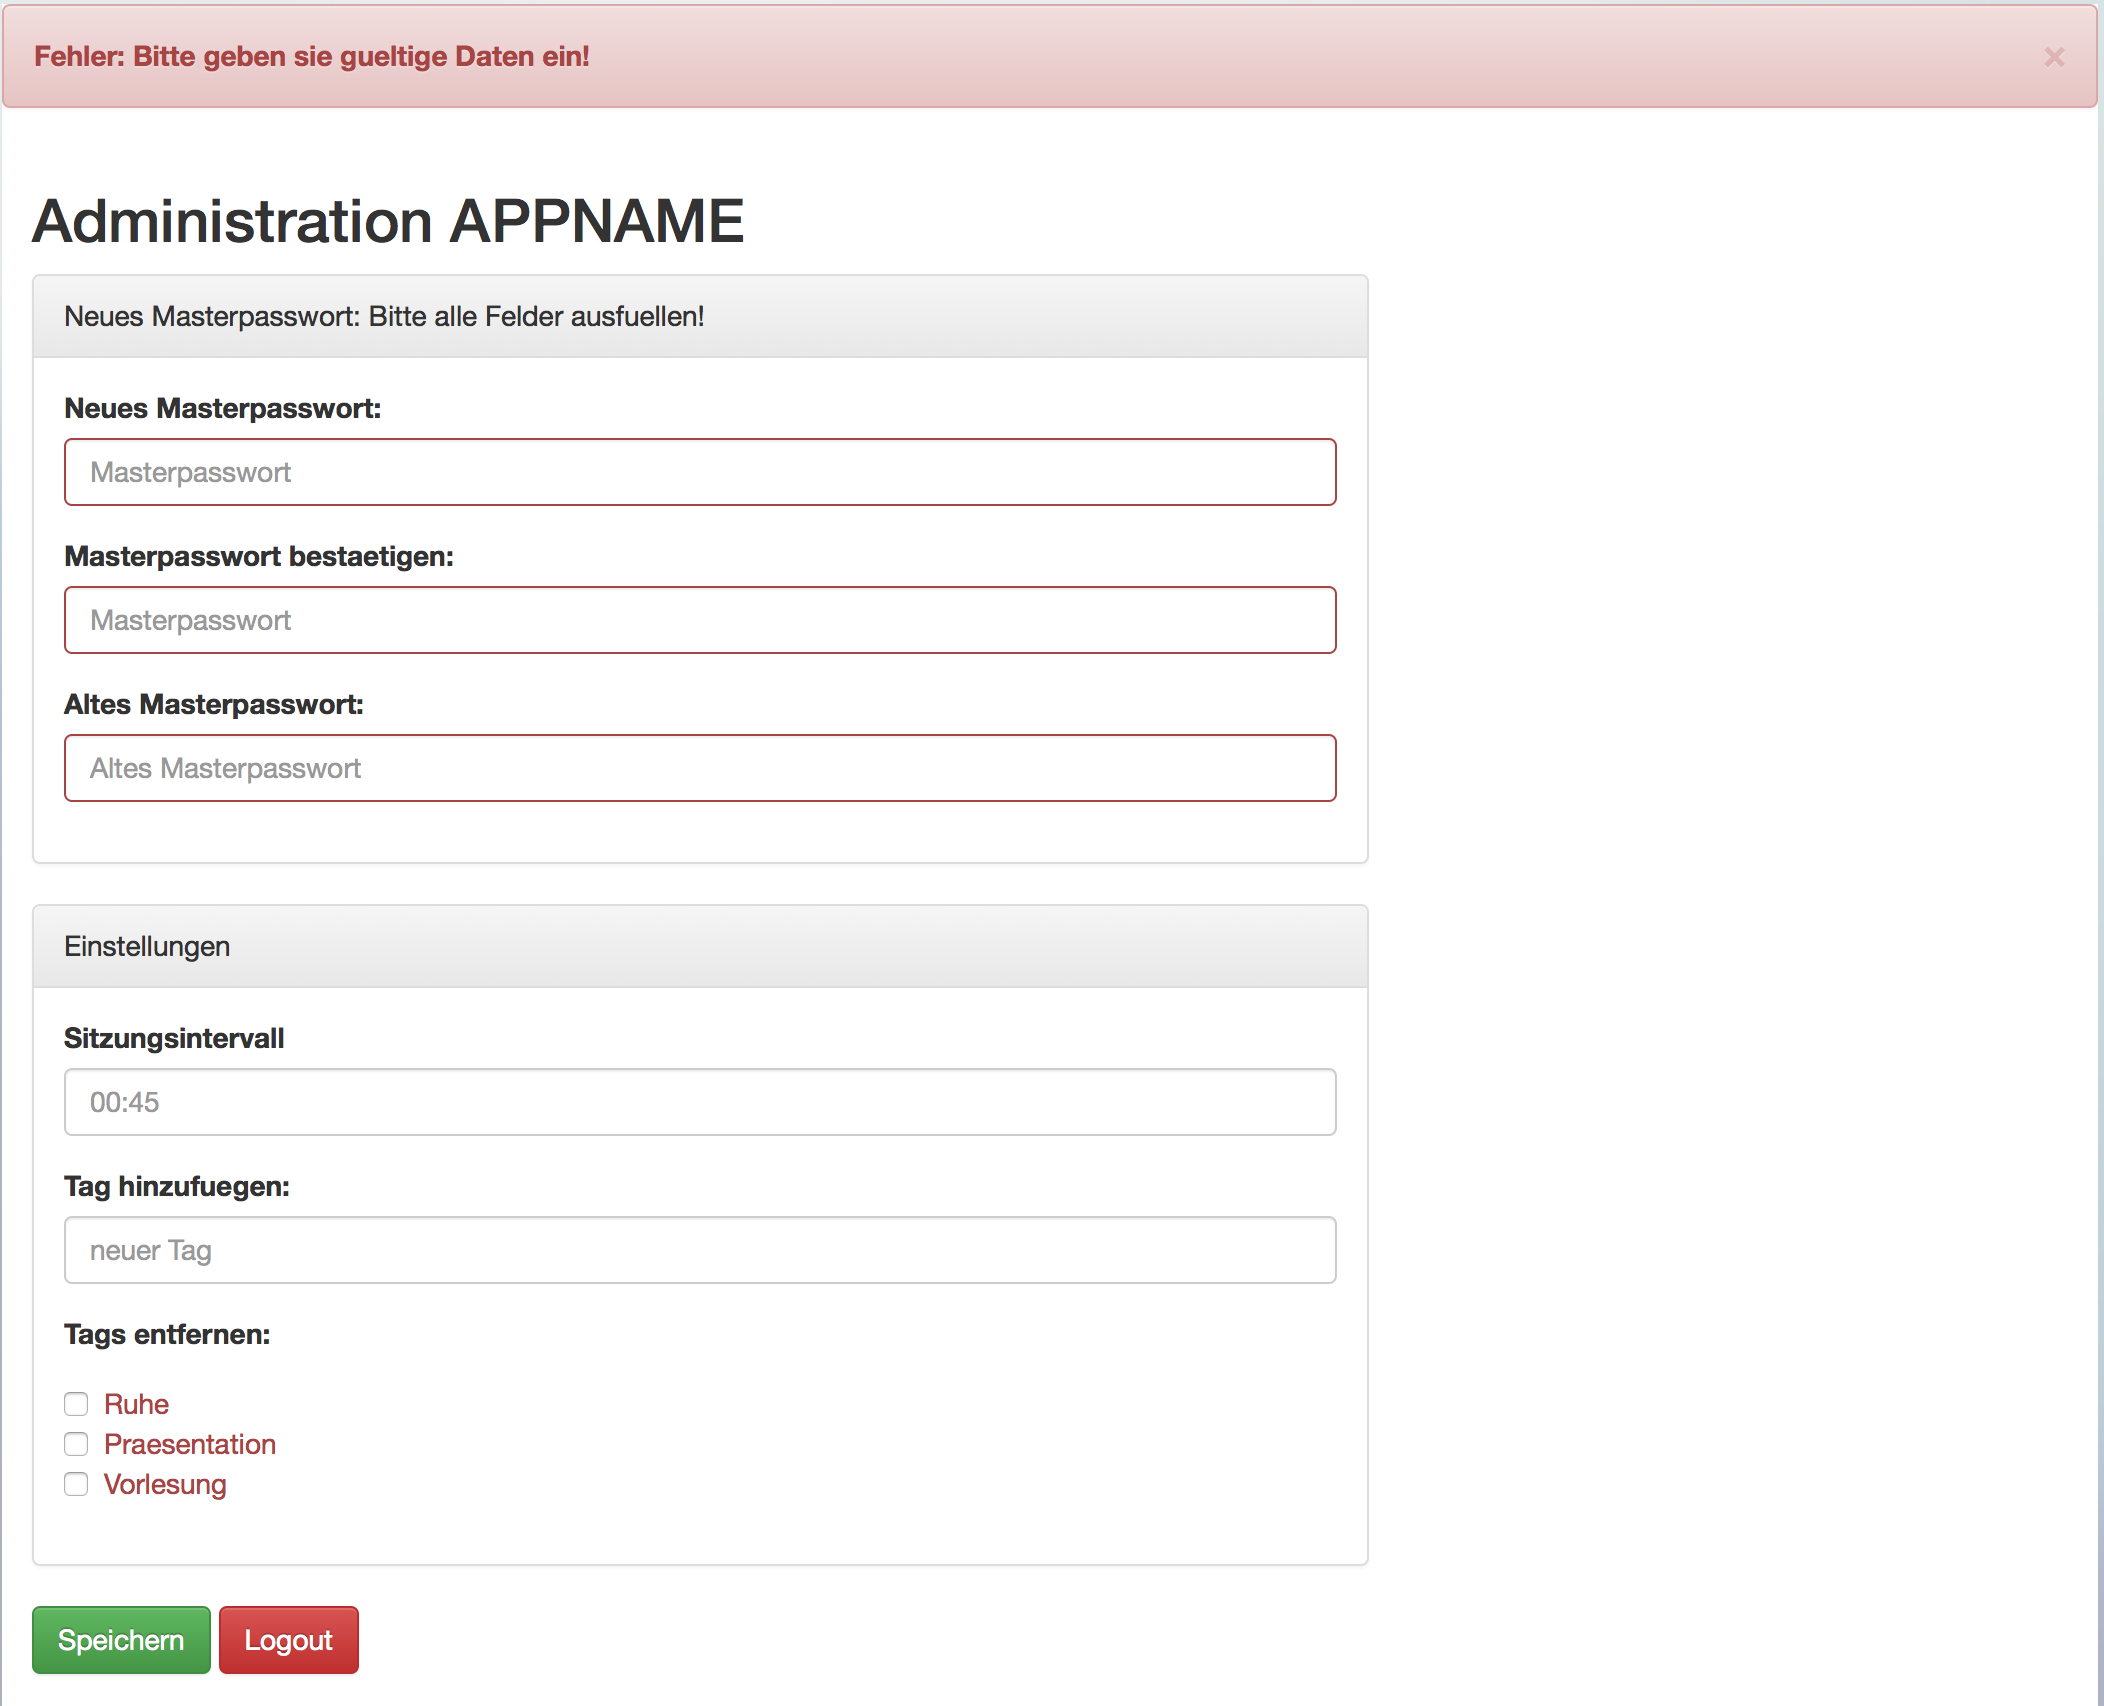 Fehler: Bitte geben sie gueltige Daten ein!
×
Administration APPNAME
Neues Masterpasswort: Bitte alle Felder ausfuellen!
Neues Masterpasswort:
Masterpasswort
Masterpasswort bestaetigen:
Masterpasswort
Altes Masterpasswort:
Altes Masterpasswort
Einstellungen
Sitzungsintervall
00:45
Tag hinzufuegen:
neuer Tag
Tags entfernen:
Ruhe
Praesentation
Vorlesung
Speichern Logout